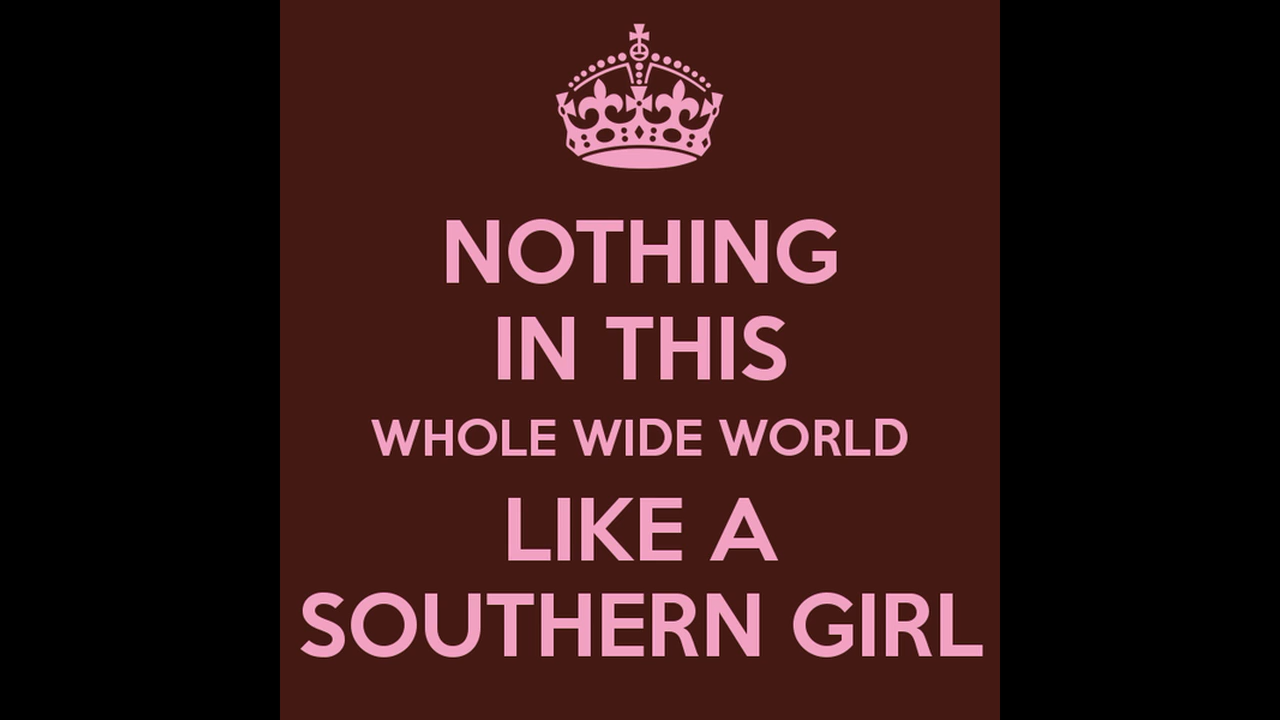 NOTHING
IN THIS
WHOLE WIDE WORLD
LIKE A
SOUTHERN GIRL